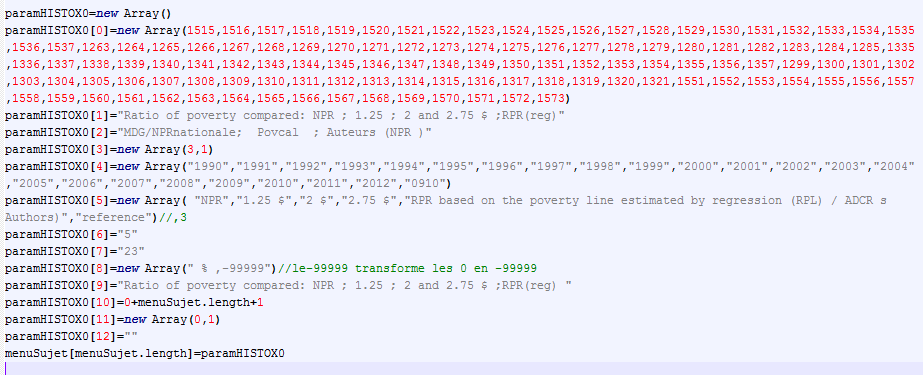 paramHISTOX0=new Array()
paramHISTOX0[0]=new Array(1515,1516,1517,1518,1519,1520,1521,1522,1523,1524,1525,1526,1527,1528,1529,1530,1531,1532,1533,1534,1535
,1536,1537,1263,1264,1265,1266,1267,1268,1269,1270,1271,1272,1273,1274,1275,1276,1277,1278,1279,1280,1281,1282,1283,1284,1285,1335
,1336,1337,1338,1339,1340,1341,1342,1343,1344,1345,1346,1347,1348,1349,1350,1351,1352,1353,1354,1355,1356,1357,1299,1300,1301,1302
,1303,1304,1305,1306,1307,1308,1309,1310,1311,1312,1313,1314,1315,1316,1317,1318,1319,1320,1321,1551,1552,1553,1554,1555,1556,1557
,1558,1559,1560,1561,1562,1563,1564,1565,1566,1567,1568,1569,1570,1571,1572,1573)
paramHISTOX0[1]="Ratio of poverty compared: NPR ; 1.25 ; 2 and 2.75 $ ;RPR(reg)"
paramHISTOX0[2]="MDG/NPRnationale;  Povcal  ; Auteurs (NPR )"
paramHISTOX0[3]=new Array(3,1)
paramHISTOX0[4]=new Array("1990","1991","1992","1993","1994","1995","1996","1997","1998","1999","2000","2001","2002","2003","2004"
,"2005","2006","2007","2008","2009","2010","2011","2012","0910")
paramHISTOX0[5]=new Array( "NPR","1.25 $","2 $","2.75 $","RPR based on the poverty line estimated by regression (RPL) / ADCR s
Authors)","reference")//,3
paramHISTOX0[6]="5"
paramHISTOX0[7]="23"
paramHISTOX0[8]=new Array(" % ,-99999")//le-99999 transforme les 0 en -99999
paramHISTOX0[9]="Ratio of poverty compared: NPR ; 1.25 ; 2 and 2.75 $ ;RPR(reg) "
paramHISTOX0[10]=0+menuSujet.length+1
paramHISTOX0[11]=new Array(0,1)
paramHISTOX0[12]=""
menuSujet[menuSujet.length]=paramHISTOX0